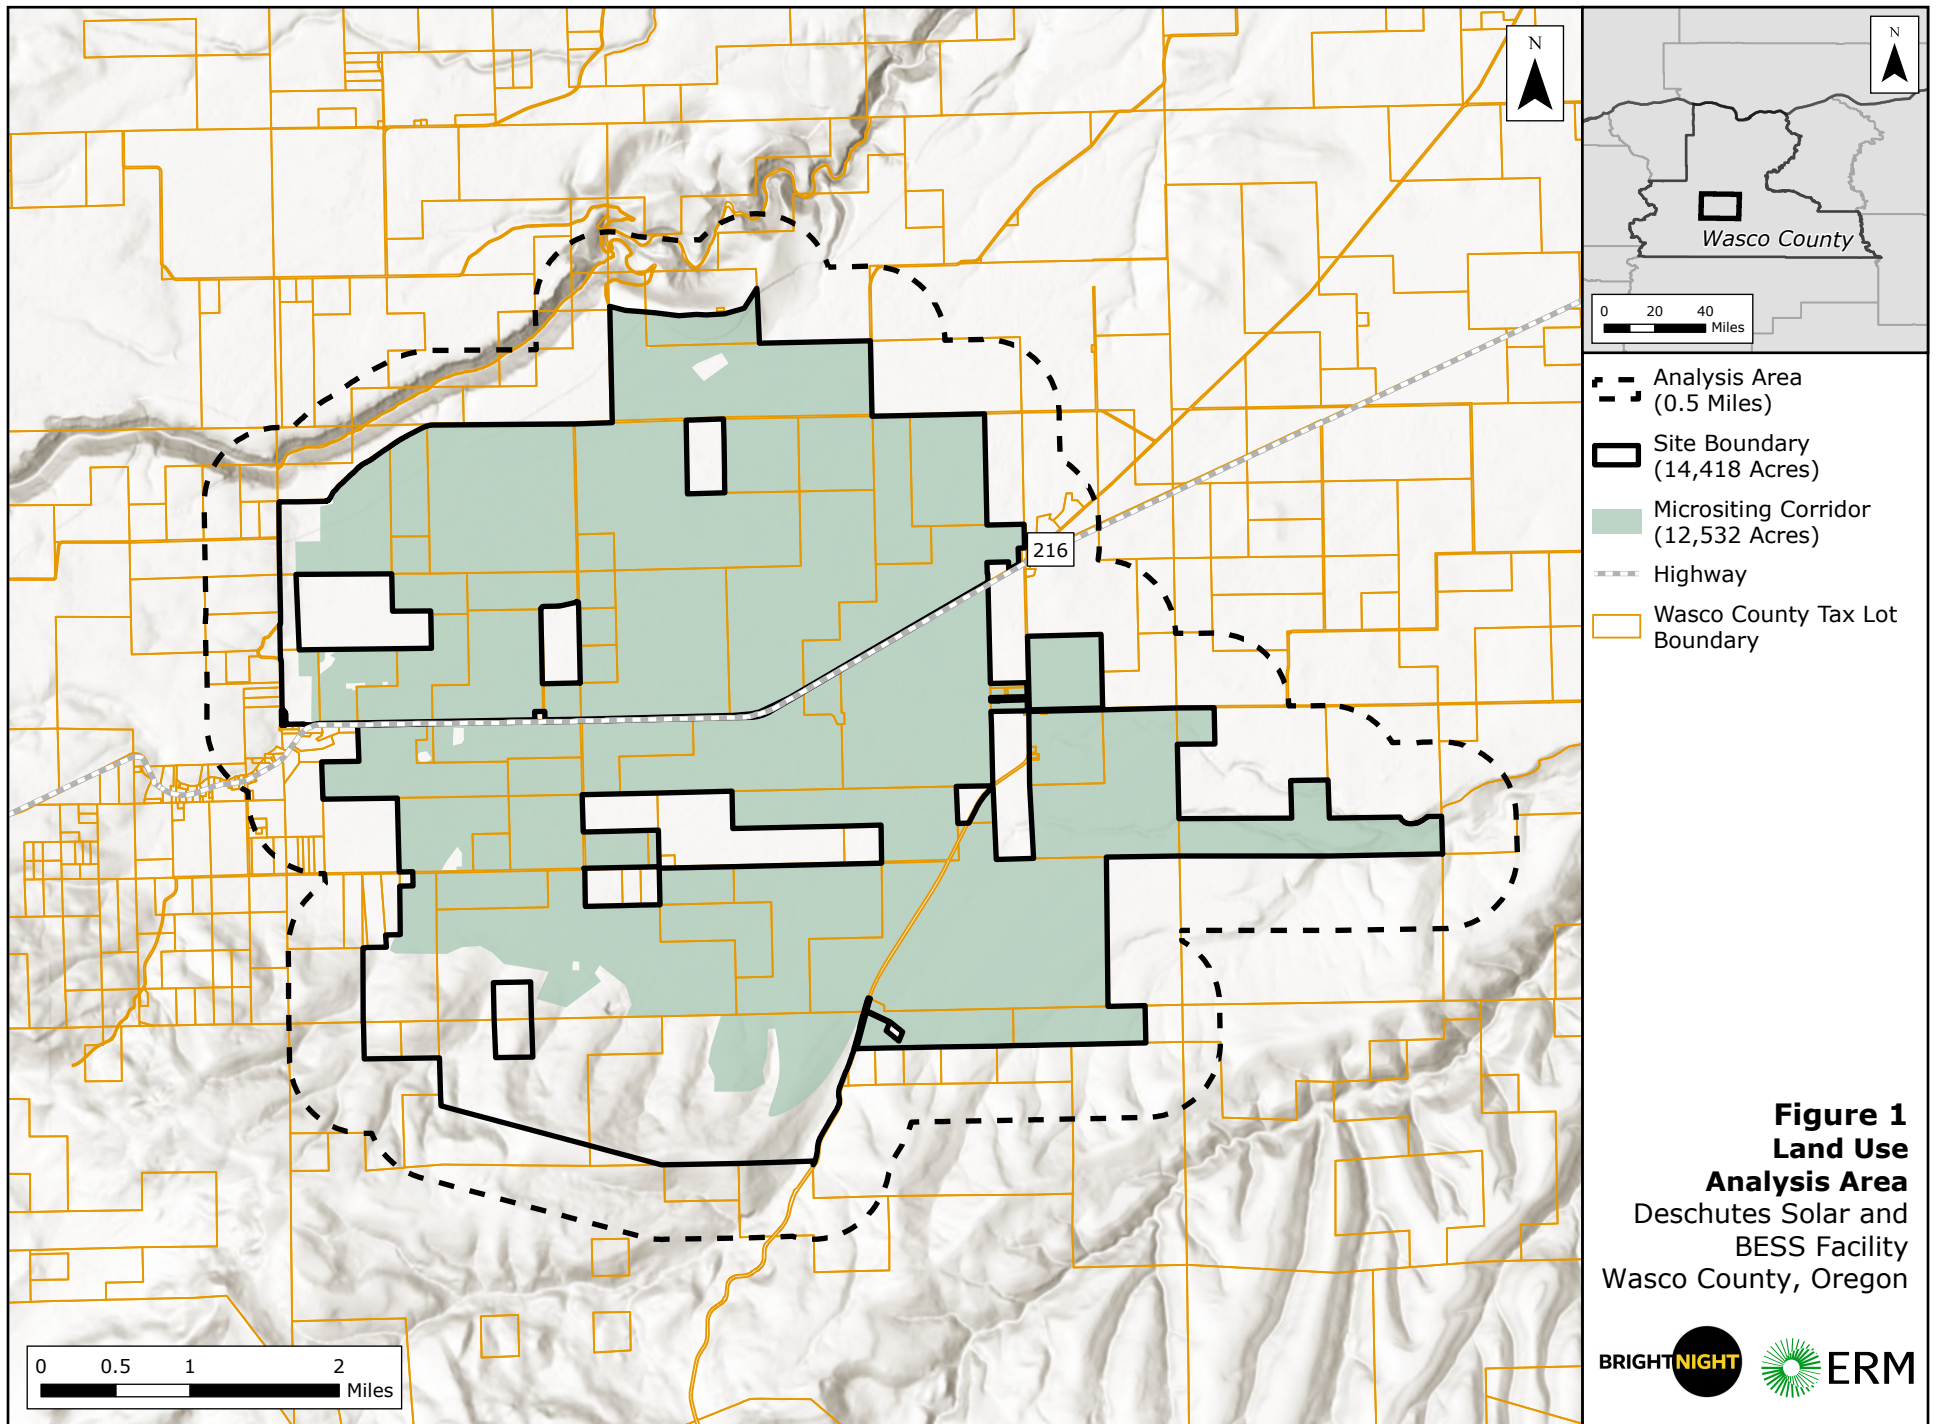 N
N
Wasco County
0 20 40
Miles
216
Analysis Area
(0.5 Miles)
Site Boundary
(14,418 Acres)
Micrositing Corridor
(12,532 Acres)
Highway
Wasco County Tax Lot
Boundary
Figure 1
Land Use
Analysis Area
Deschutes Solar and
BESS Facility
Wasco County, Oregon
BRIGHTNIGHT
ERM
0 0.5 1 2
Miles